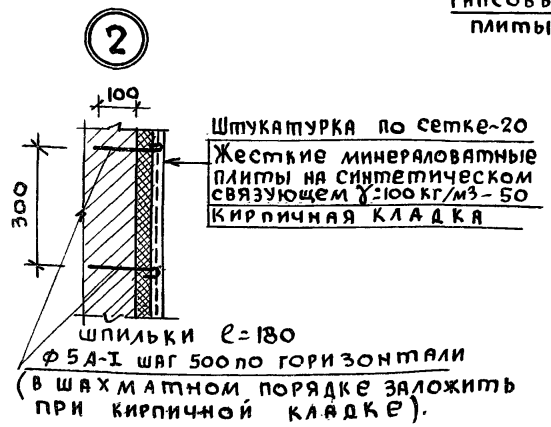 плиты
2
100
Штукатурка по сетке-20
Жесткие минераловатные
плиты на синтетическом
связующем γ=100 кг/м³-50
кирпичная кладка
300
шпильки ℓ=180
ф5А-I шаг 500 по горизонтали
(в шахматном порядке заложить
при кирпичной кладке).